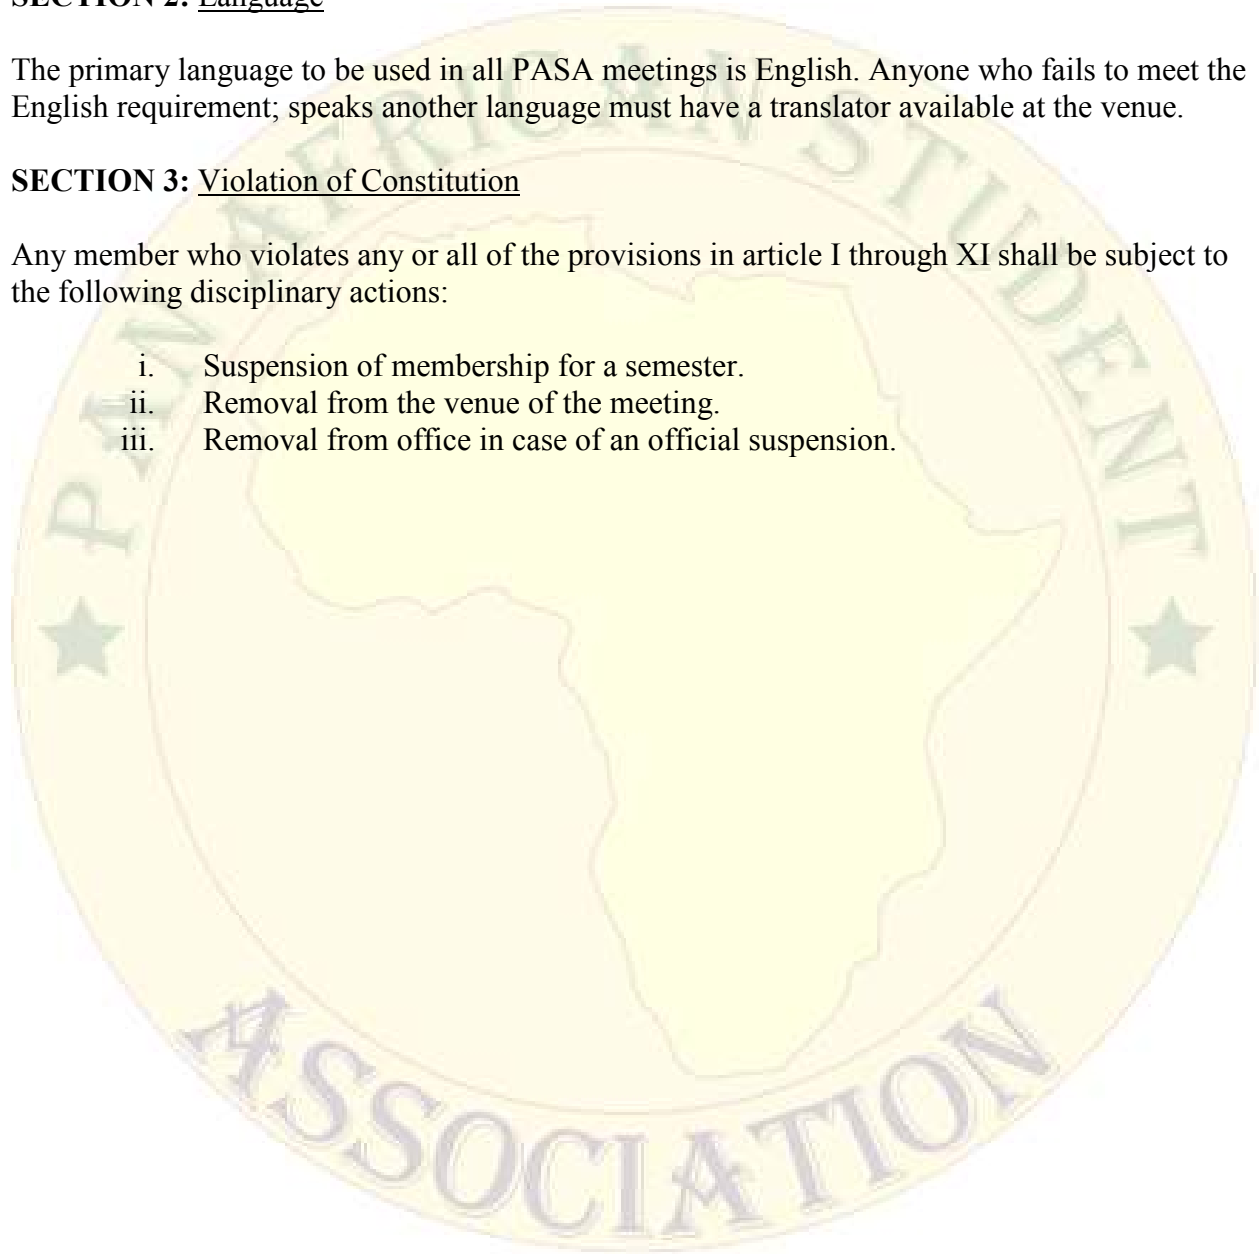 SECTION 2: Language
The primary language to be used in all PASA meetings is English. Anyone who fails to meet the
English requirement; speaks another language must have a translator available at the venue.
SECTION 3: Violation of Constitution
Any member who violates any or all of the provisions in article I through XI shall be subject to
the following disciplinary actions:
i. Suspension of membership for a semester.
ii. Removal from the venue of the meeting.
iii. Removal from office in case of an official suspension.
PAN AFRICAN STUDENT
ASSOCIATION